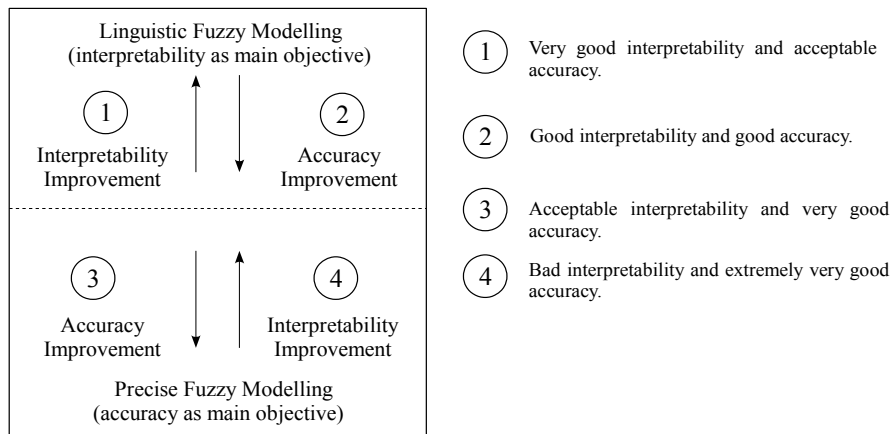 Linguistic Fuzzy Modelling
(interpretability as main objective)
1
2
Interpretability
Improvement
Accuracy
Improvement
3
4
Accuracy
Improvement
Interpretability
Improvement
Precise Fuzzy Modelling
(accuracy as main objective)
1
Very good interpretability and acceptable
accuracy.
2
Good interpretability and good accuracy.
3
Acceptable interpretability and very good
accuracy.
4
Bad interpretability and extremely very good
accuracy.